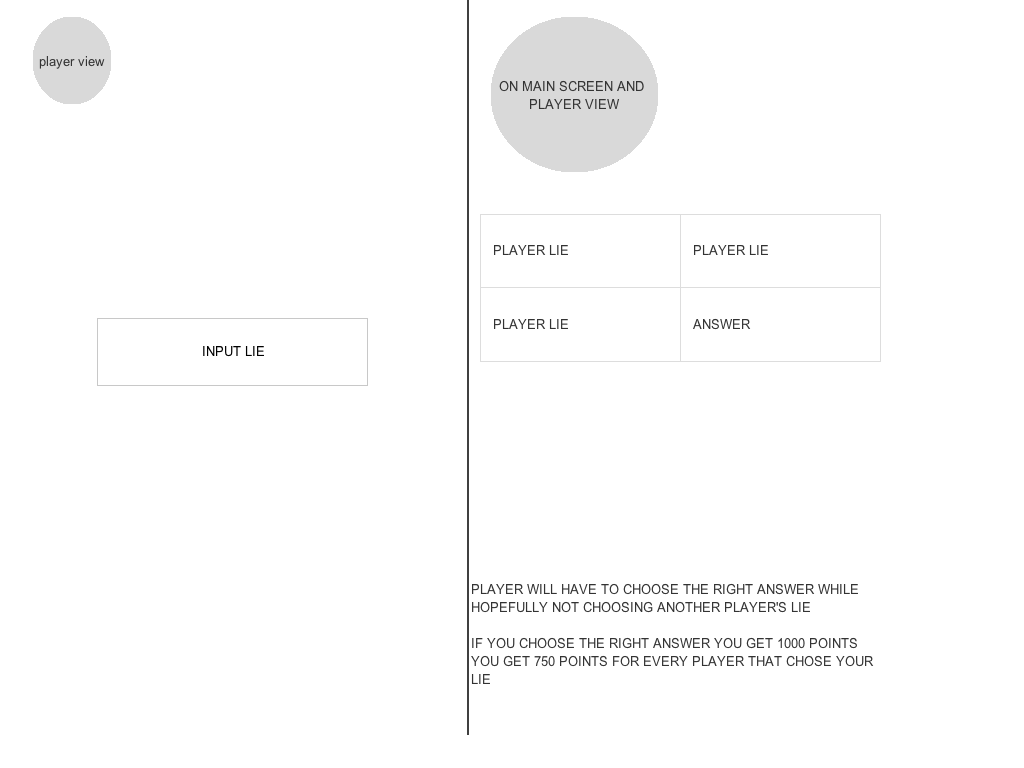 player view
INPUT LIE
ON MAIN SCREEN AND
PLAYER VIEW
PLAYER LIE
PLAYER LIE
PLAYER LIE
ANSWER
PLAYER WILL HAVE TO CHOOSE THE RIGHT ANSWER WHILE
HOPEFULLY NOT CHOOSING ANOTHER PLAYER'S LIE
IF YOU CHOOSE THE RIGHT ANSWER YOU GET 1000 POINTS
YOU GET 750 POINTS FOR EVERY PLAYER THAT CHOSE YOUR
LIE